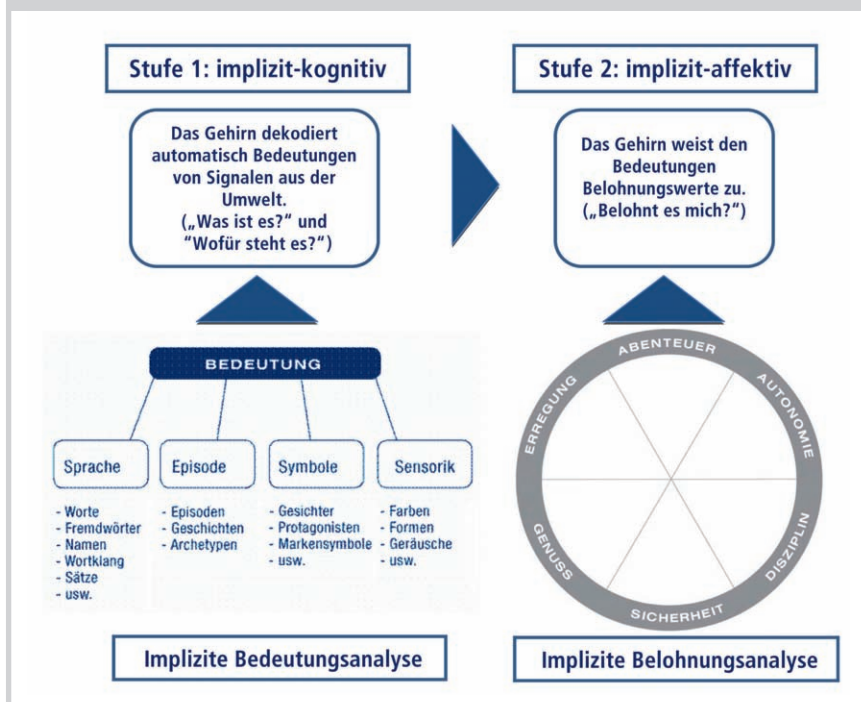 Stufe 1: implizit-kognitiv
Das Gehirn dekodiert
automatisch Bedeutungen
von Signalen aus der
Umwelt.
(„Was ist es?“ und
“Wofür steht es?“)
Stufe 2: implizit-affektiv
Das Gehirn weist den
Bedeutungen
Belohnungswerte zu.
(„Belohnt es mich?“)
BEDEUTUNG
Sprache
- Worte
- Fremdwörter
- Namen
- Wortklang
- Sätze
- usw.
Episode
- Episoden
- Geschichten
- Archetypen
Symbole
- Gesichter
- Protagonisten
- Markensymbole
- usw.
Sensorik
- Farben
- Formen
- Geräusche
- usw.
ABENTEUER
AUTONOMIE
DISZIPLIN
SICHERHEIT
GENUSS
ERREGUNG
Implizite Bedeutungsanalyse
Implizite Belohnungsanalyse